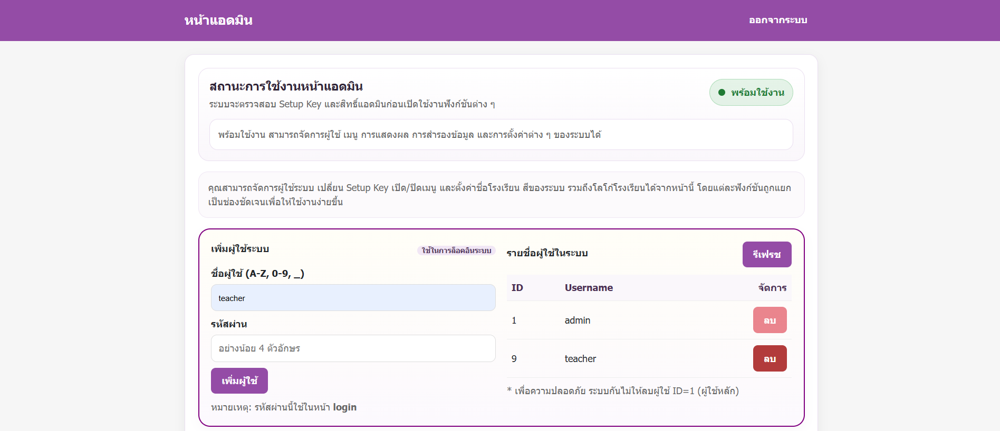 หน้าแอดมิน
ออกจากระบบ
สถานะการใช้งานหน้าแอดมิน
พร้อมใช้งาน
ระบบจะตรวจสอบ Setup Key และสิทธิ์แอดมินก่อนเปิดใช้งานฟังก์ชันต่าง ๆ
พร้อมใช้งาน สามารถจัดการผู้ใช้ เมนู การแสดงผล การสำรองข้อมูล และการตั้งค่าต่าง ๆ ของระบบได้
คุณสามารถจัดการผู้ใช้ระบบ เปลี่ยน Setup Key เปิด/ปิดเมนู และตั้งค่าชื่อโรงเรียน สีของระบบ รวมถึงโลโก้โรงเรียนได้จากหน้านี้ โดยแต่ละฟังก์ชันถูกแยก
เป็นช่องชัดเจนเพื่อให้ใช้งานง่ายขึ้น
เพิ่มผู้ใช้ระบบ
ใช้ในการล็อคอินระบบ
ชื่อผู้ใช้ (A-Z, 0-9, _)
teacher
รหัสผ่าน
อย่างน้อย 4 ตัวอักษร
เพิ่มผู้ใช้
หมายเหตุ: รหัสผ่านนี้ใช้ในหน้า login
รายชื่อผู้ใช้ในระบบ
รีเฟรช
ID Username จัดการ
1 admin ลบ
9 teacher ลบ
* เพื่อความปลอดภัย ระบบกันไม่ให้ลบผู้ใช้ ID=1 (ผู้ใช้หลัก)